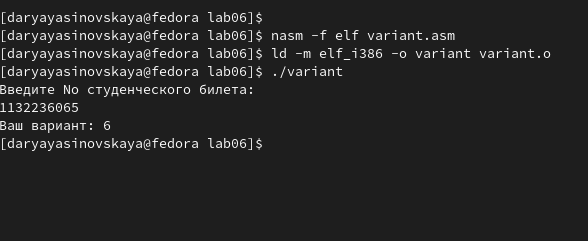 [daryayasinovskaya@fedora lab06]$
[daryayasinovskaya@fedora lab06]$ nasm -f elf variant.asm
[daryayasinovskaya@fedora lab06]$ ld -m elf_i386 -o variant variant.o
[daryayasinovskaya@fedora lab06]$ ./variant
Введите No студенческого билета:
1132236065
Ваш вариант: 6
[daryayasinovskaya@fedora lab06]$